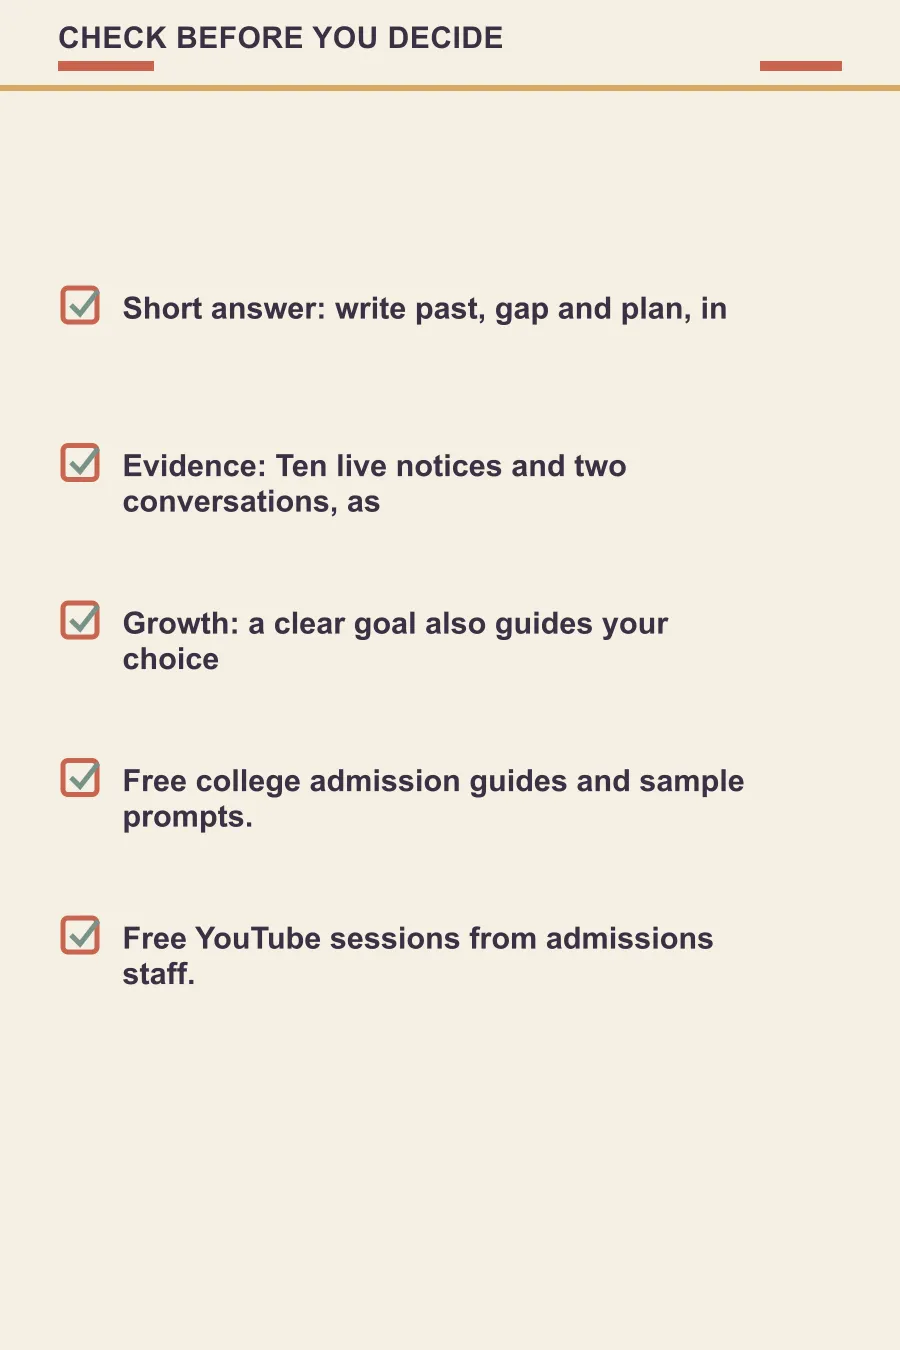 CHECK BEFORE YOU DECIDE
Short answer: write past, gap and plan, in
Evidence: Ten live notices and two
conversations, as
Growth: a clear goal also guides your
choice
Free college admission guides and sample
prompts.
Free YouTube sessions from admissions
staff.